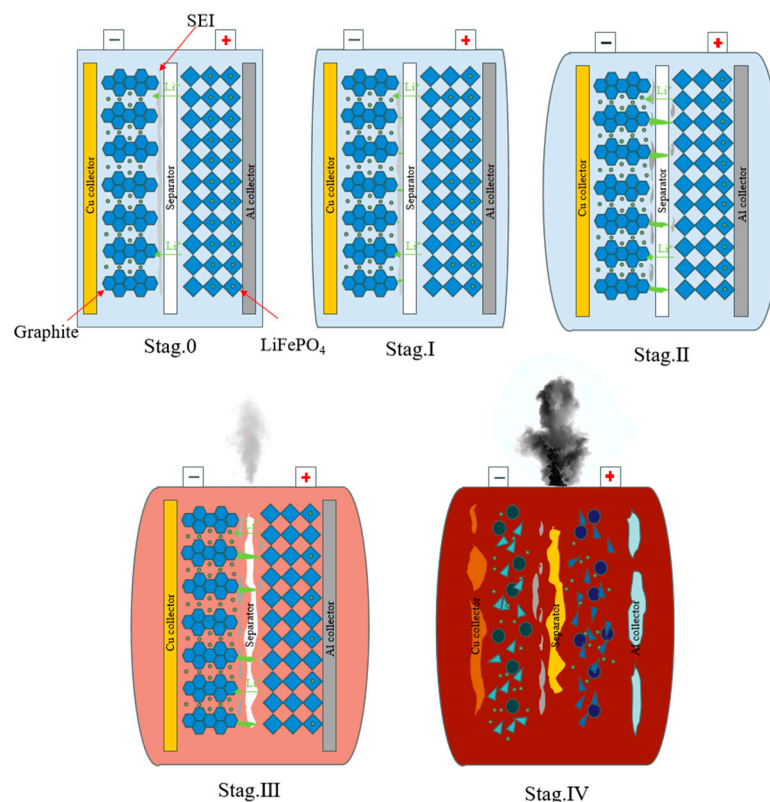 SEI
− +
− +
− +
Li+
Li+
Li+
Cu collector
Separator
Al collector
Cu collector
Separator
Al collector
Cu collector
Separator
Al collector
Li+
Li+
Li+
Graphite
LiFePO4
Stag.0
Stag.I
Stag.II
− +
− +
Cu collector
Separator
Al collector
Cu collector
Separator
Al collector
Stag.III
Stag.IV